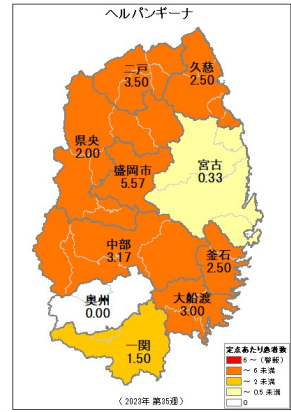 ヘルパンギーナ
二戸
3.50
久慈
2.50
県央
2.00
盛岡市
5.57
宮古
0.33
中部
3.17
釜石
2.50
奥州
0.00
大船渡
3.00
一関
1.50
定点あたり患者数
6～(警報)
～6未満
～2未満
～0.5未満
0
(2023年 第35週)